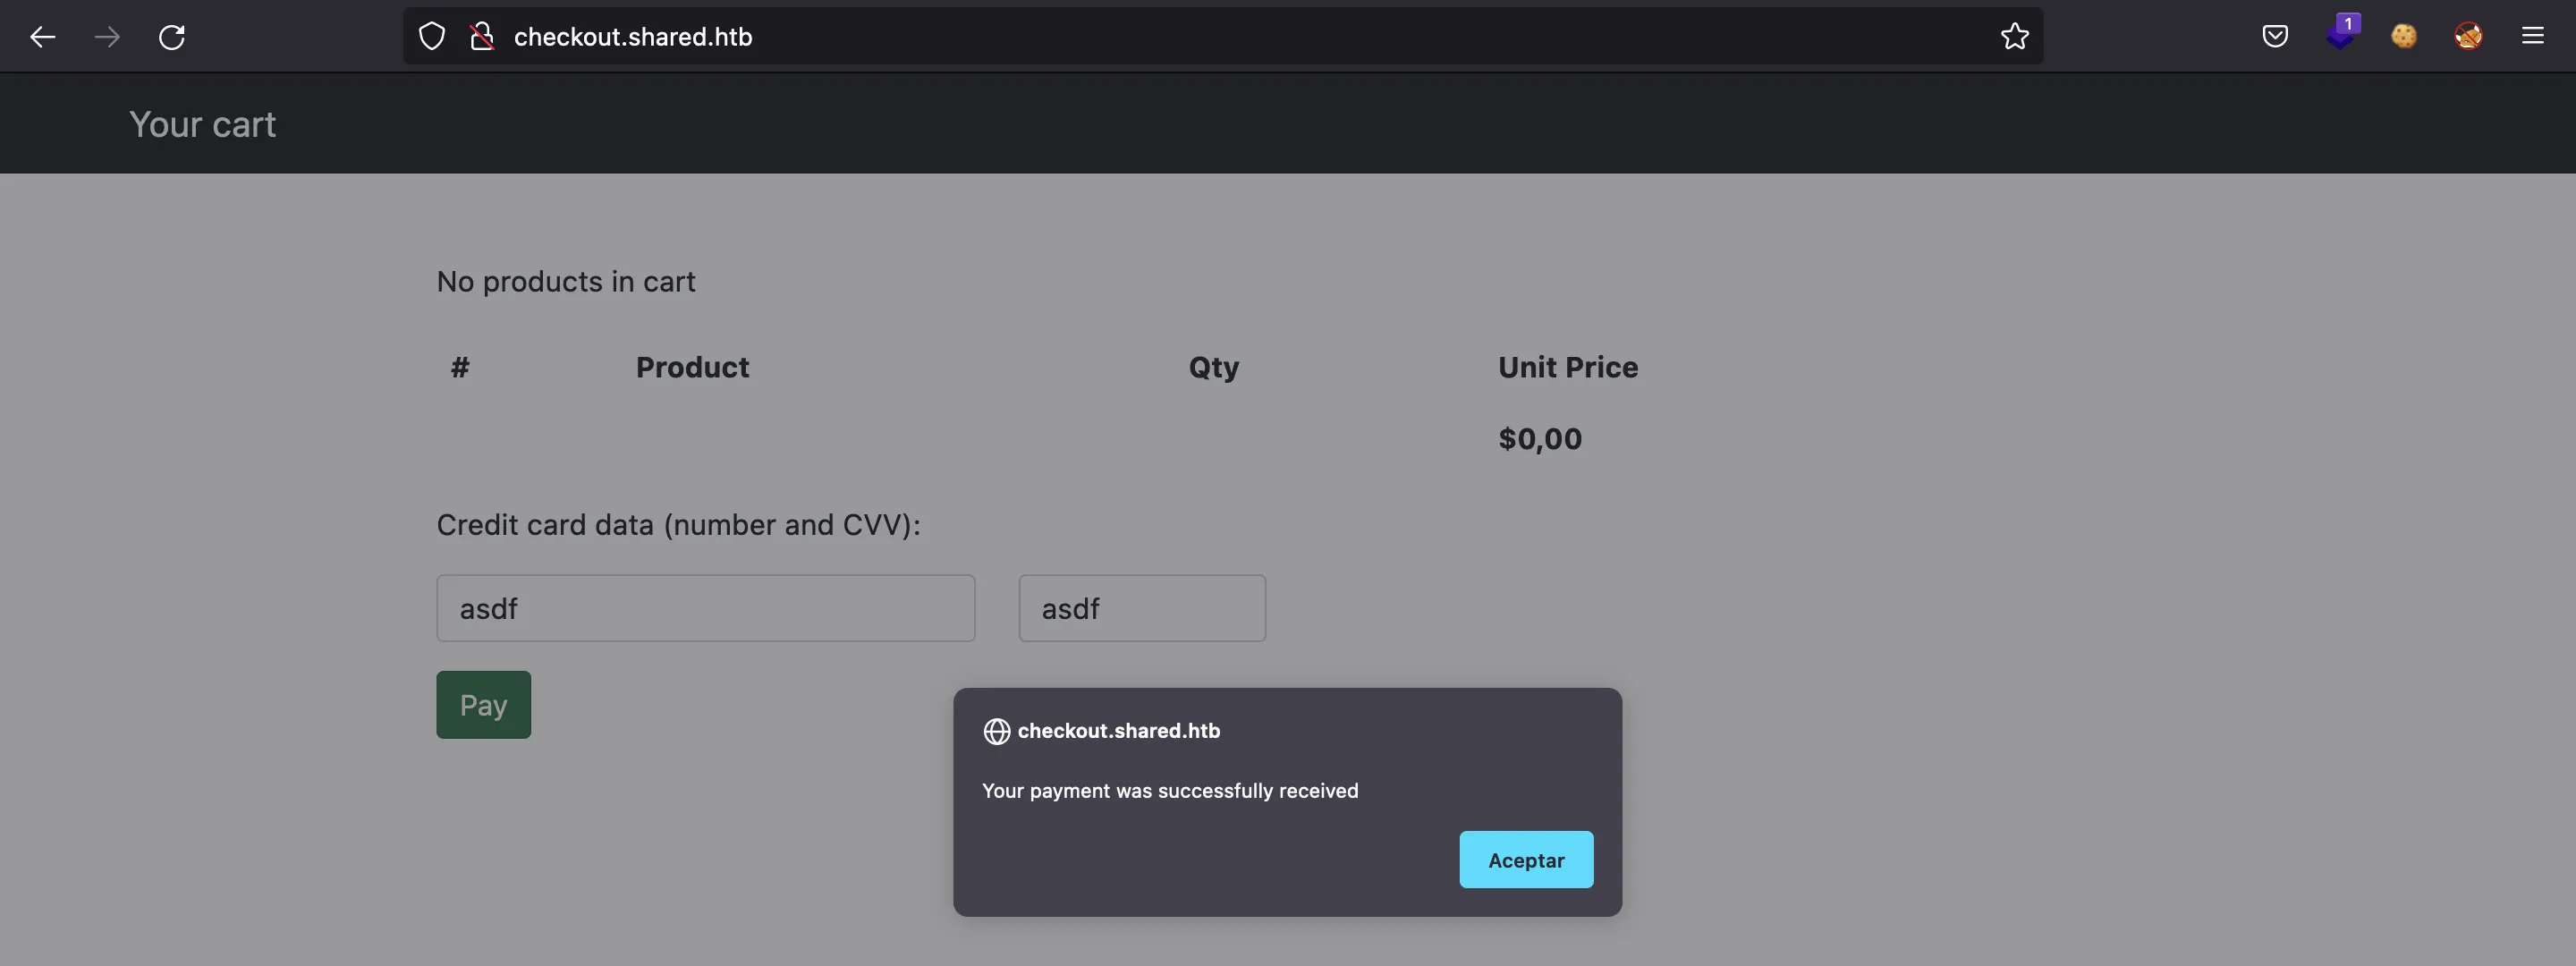 checkout.shared.htb
1
Your cart
No products in cart
# Product Qty Unit Price
$0,00
Credit card data (number and CVV):
asdf asdf
Pay
checkout.shared.htb
Your payment was successfully received
Aceptar